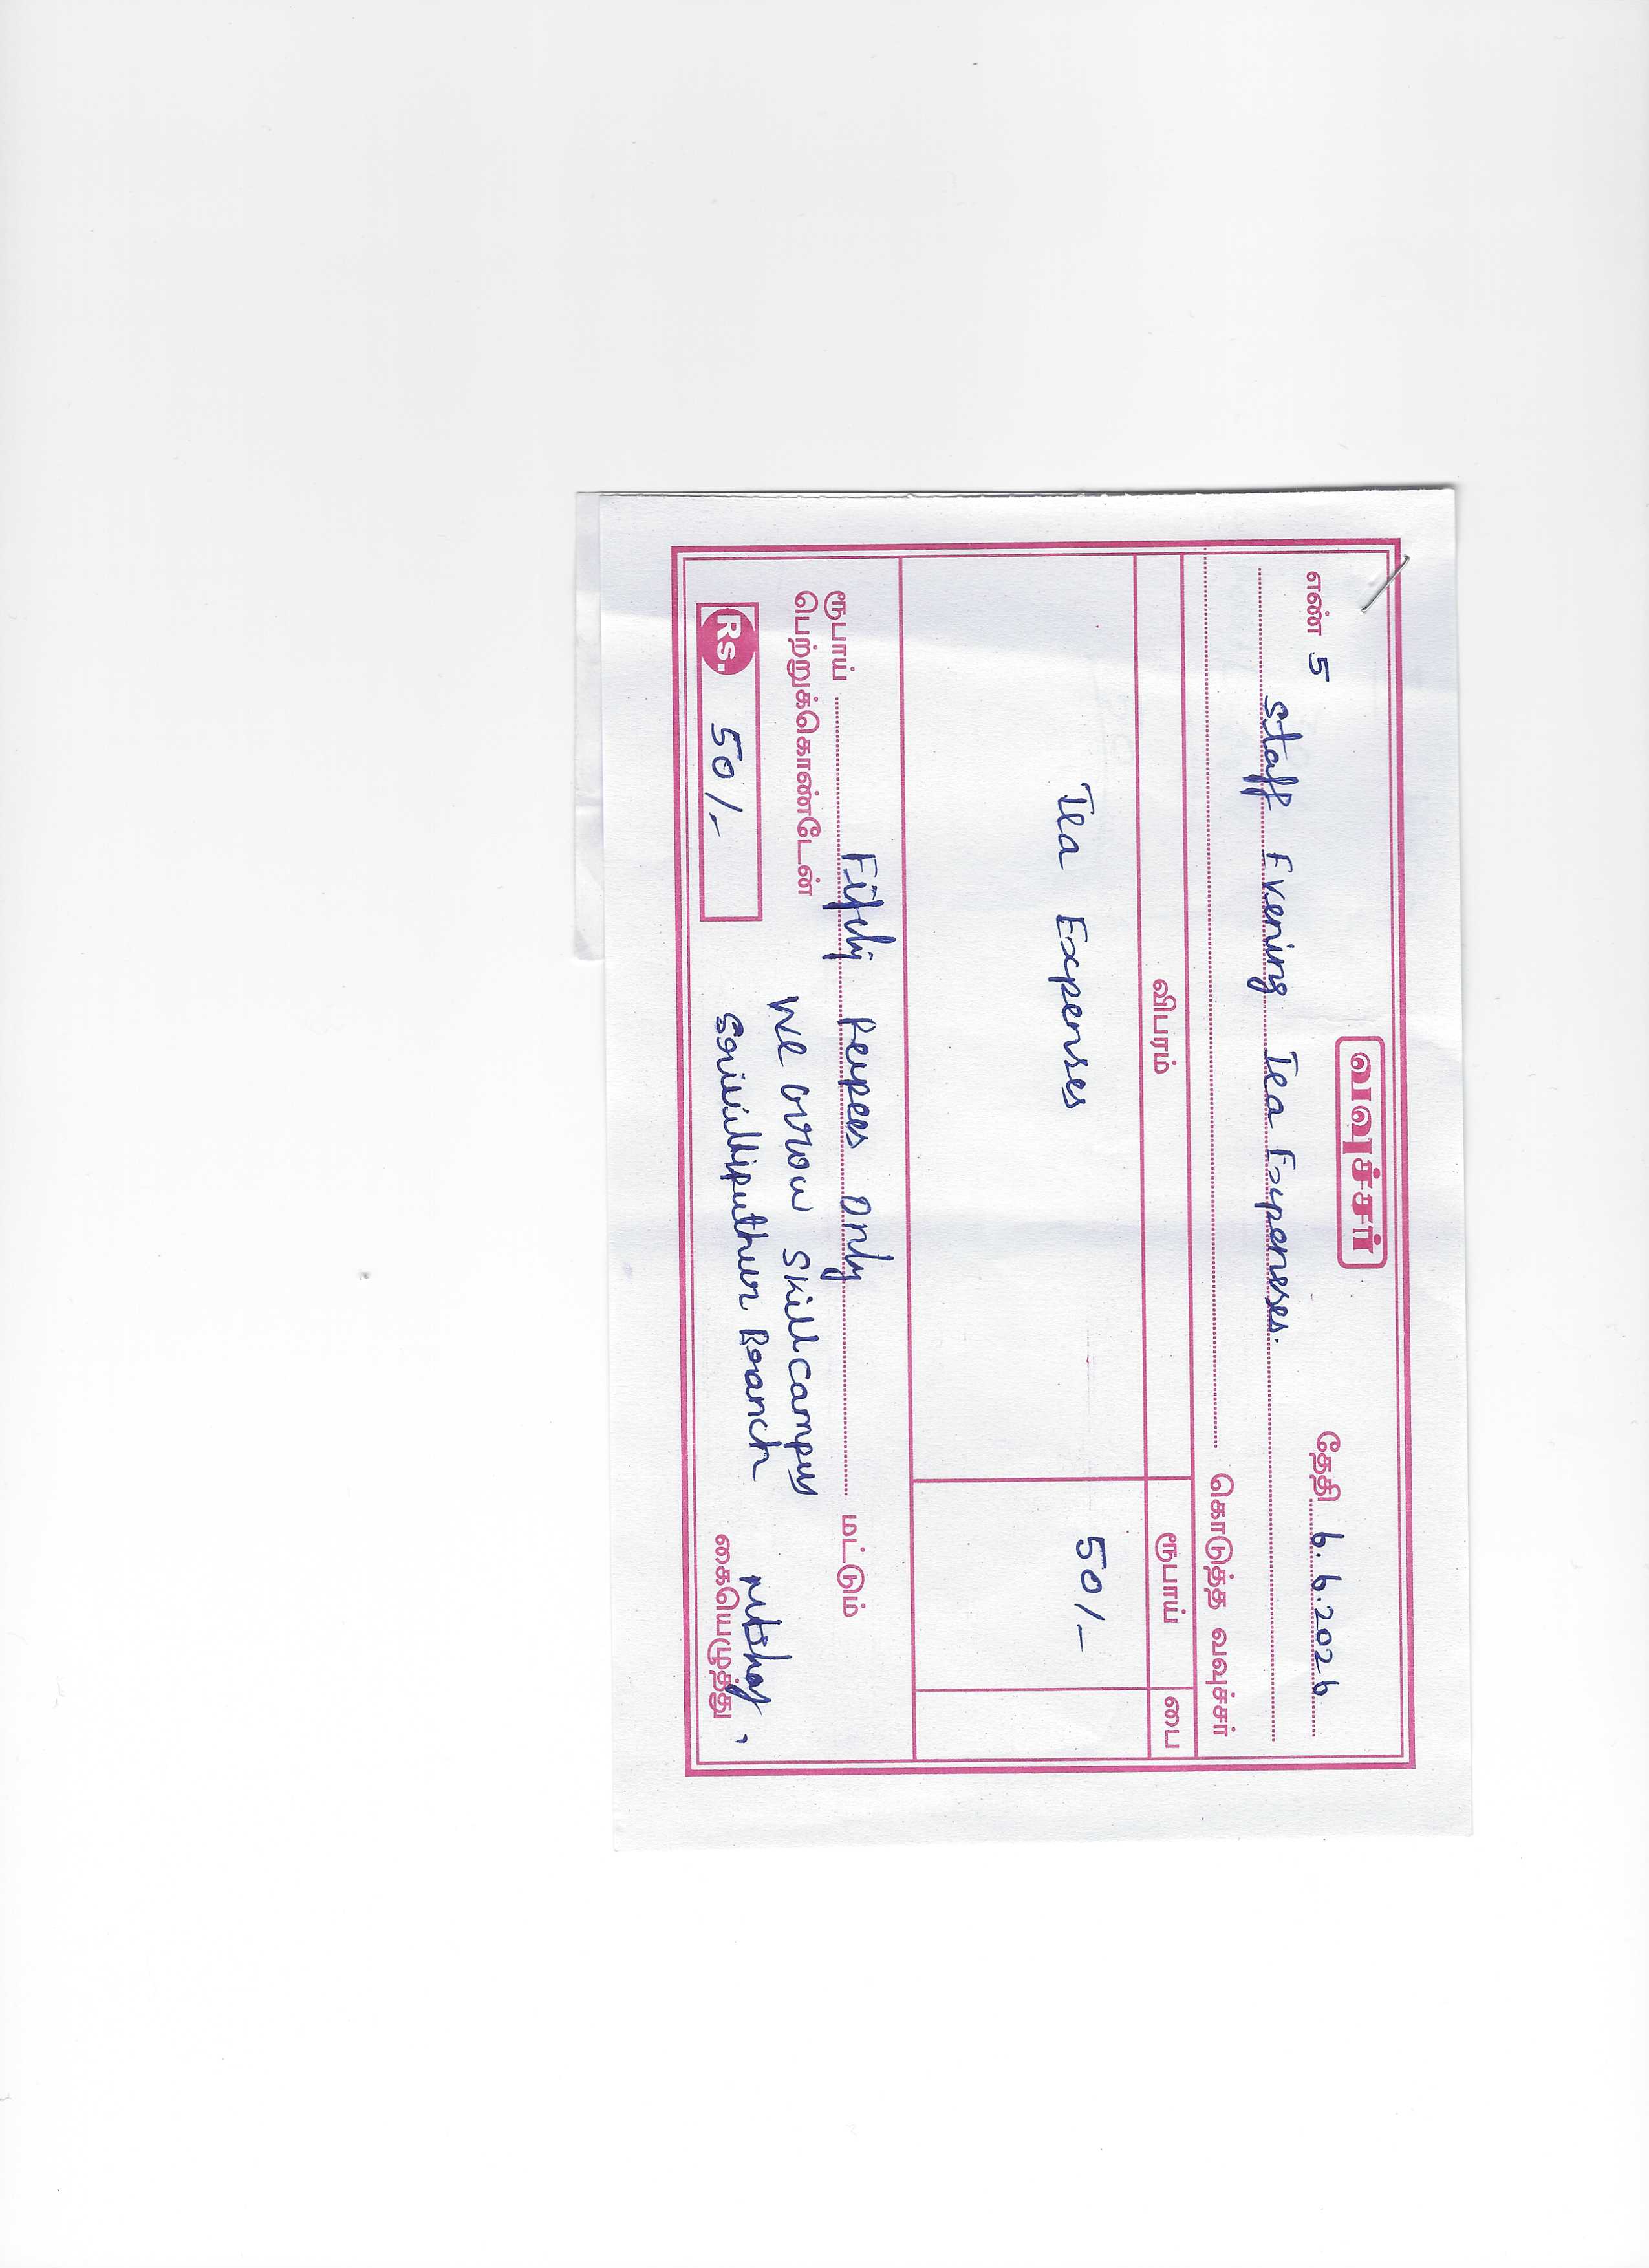 வவுச்சர்
எண் 5 தேதி 6.6.2026
Staff Evening Tea Expenses.
கொடுத்த வவுச்சர்
விபரம் ரூபாய் பை
Tea Expenses 50/-
ரூபாய் Fifty Rupees Only மட்டும்
பெற்றுக்கொண்டேன்
We Grow Skill Campus
Rs. 50/- Srivilliputhur Branch
கையெழுத்து